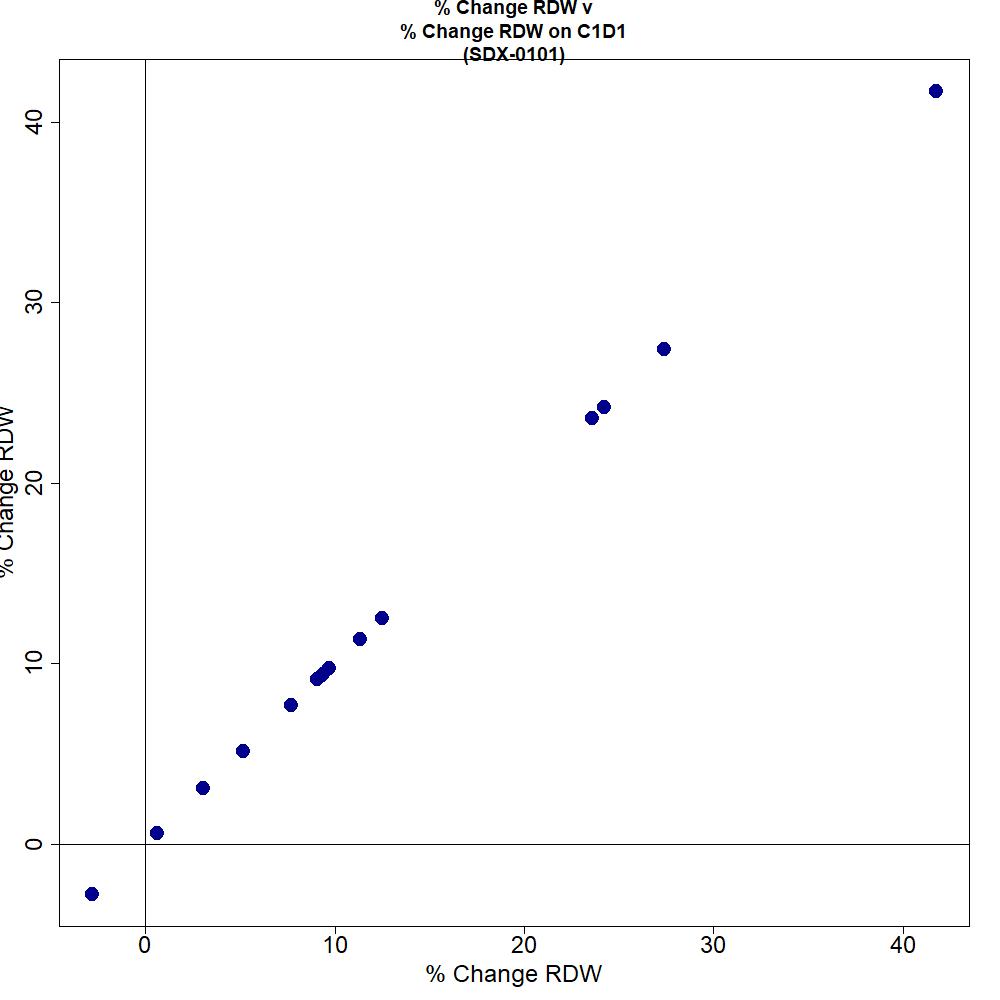 % Change RDW v
% Change RDW on C1D1
(SDX-0101)
% Change RDW
40
30
20
10
0
0 10 20 30 40
% Change RDW